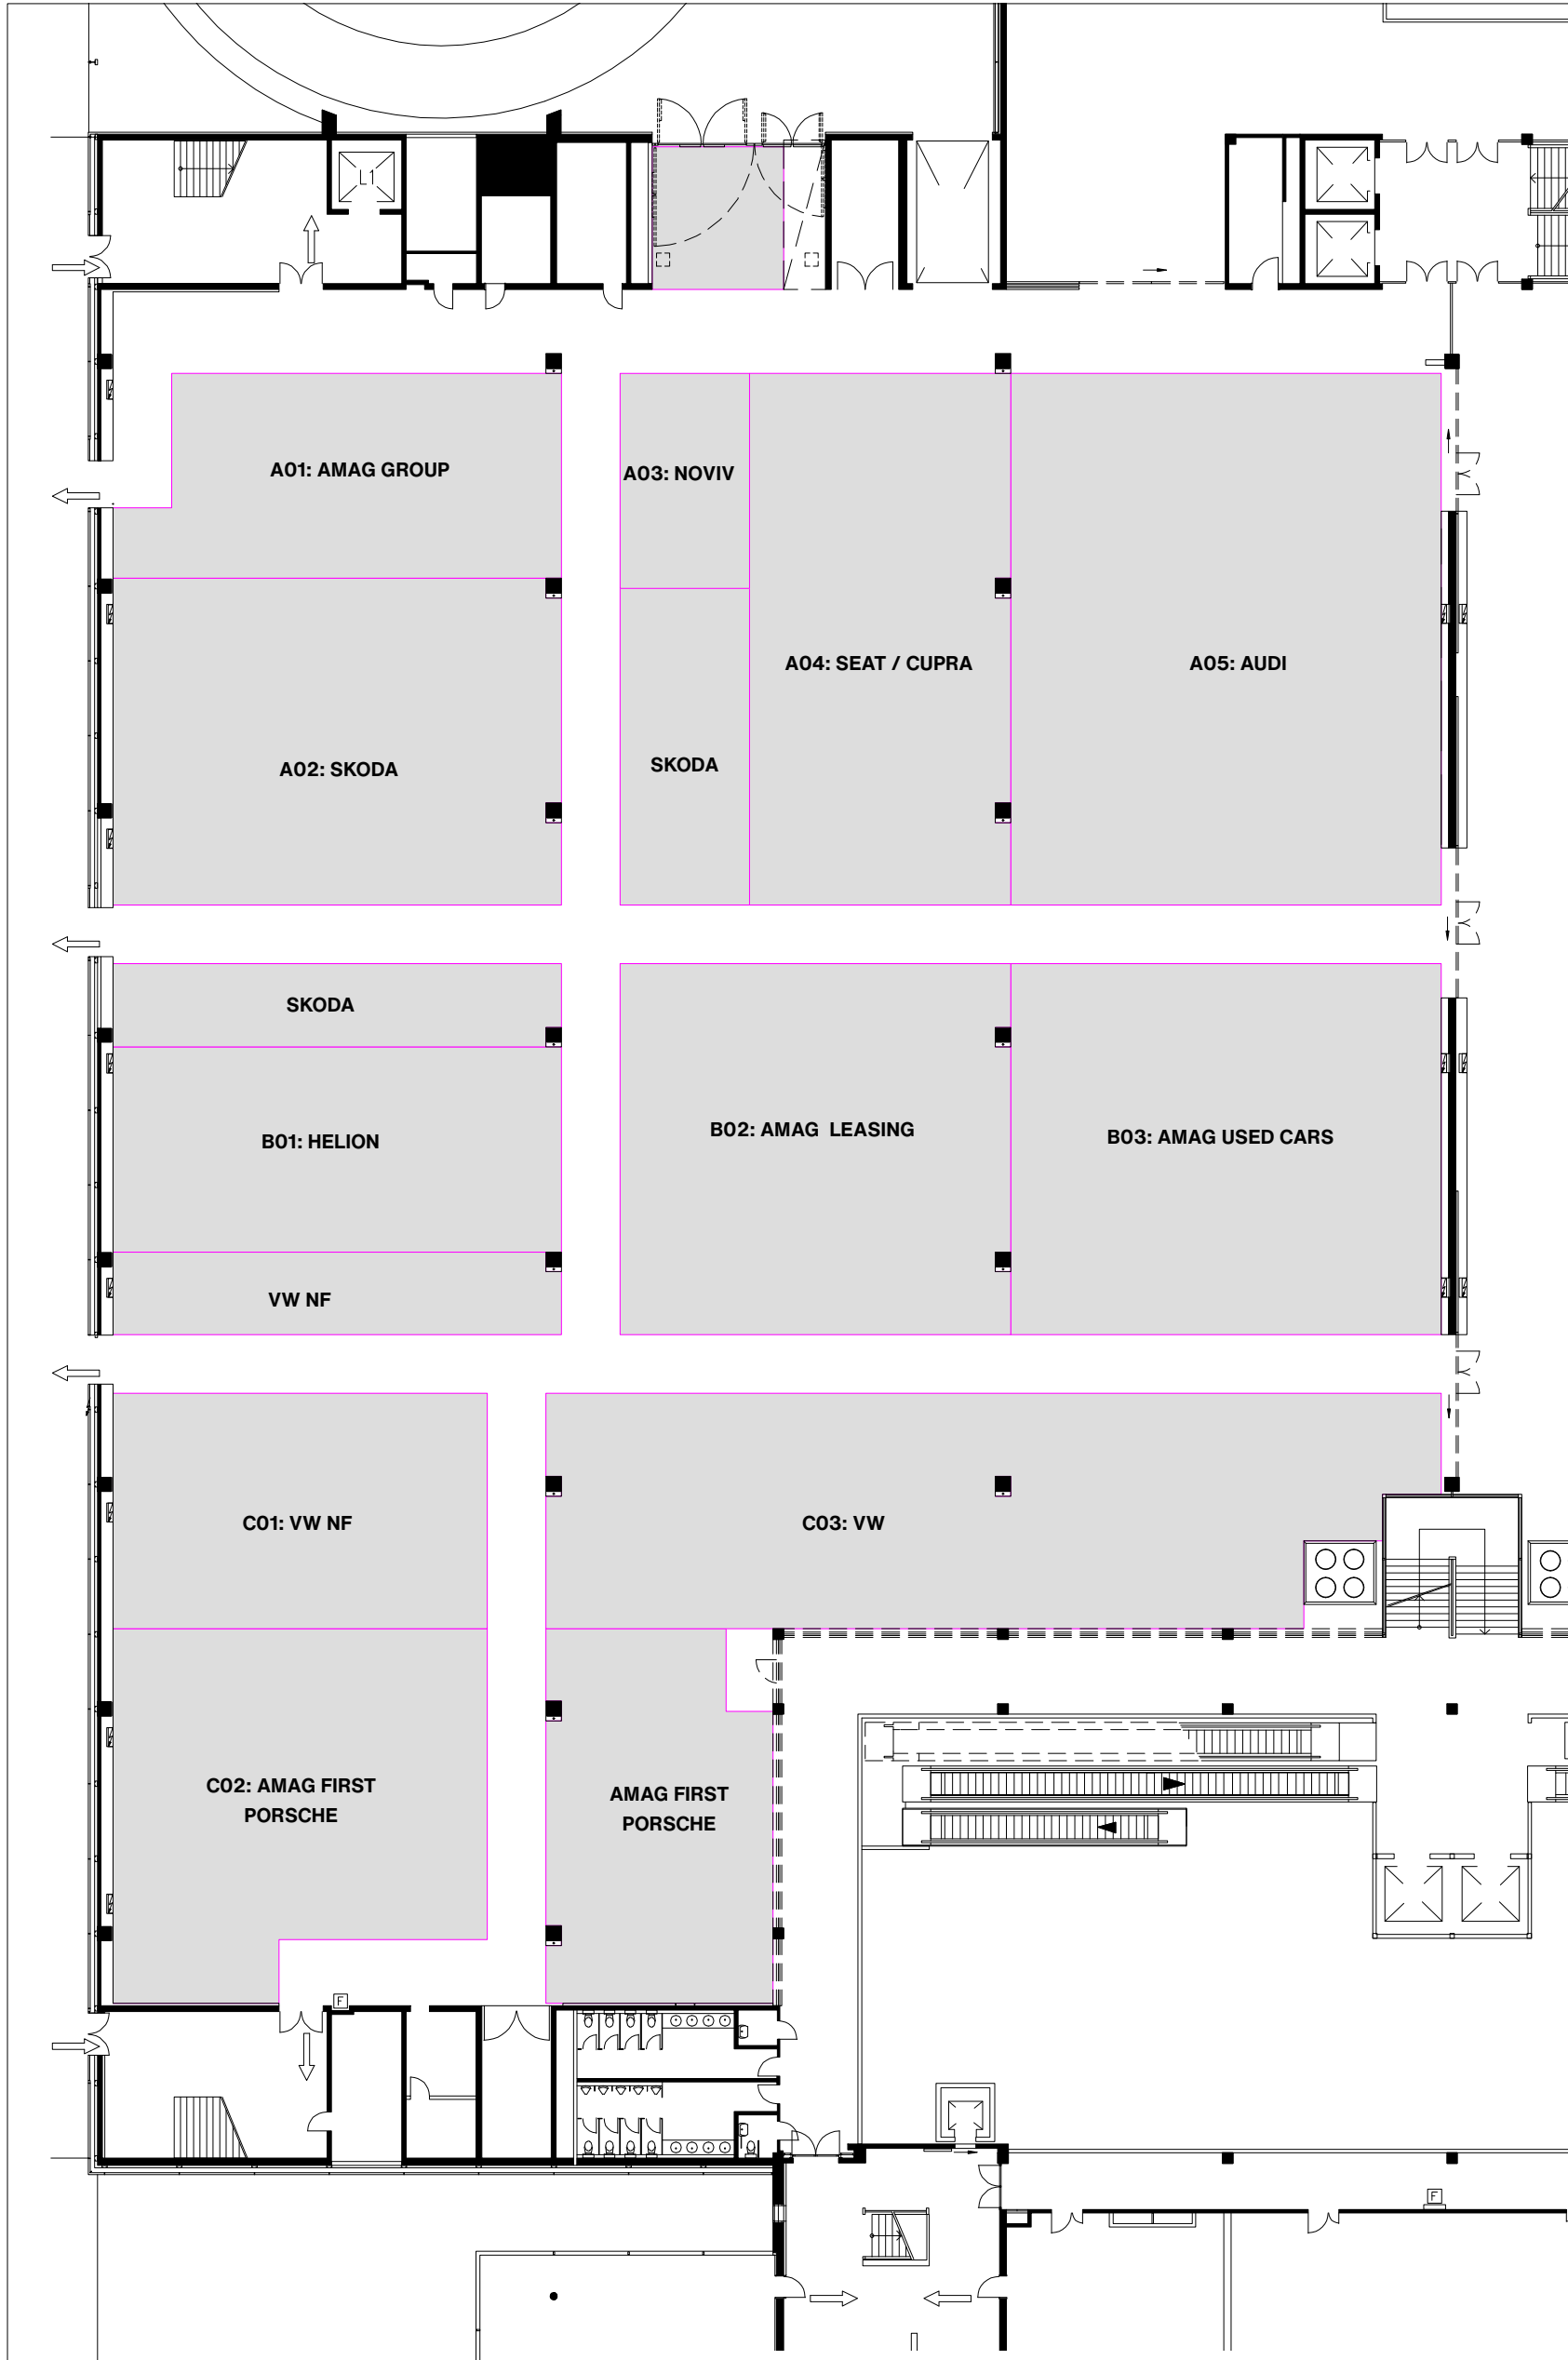 L1
A01: AMAG GROUP
A03: NOVIV
A04: SEAT / CUPRA
A05: AUDI
A02: SKODA
SKODA
SKODA
B01: HELION
B02: AMAG  LEASING
B03: AMAG USED CARS
VW NF
C01: VW NF
C03: VW
C02: AMAG FIRST
PORSCHE
AMAG FIRST
PORSCHE
F
F